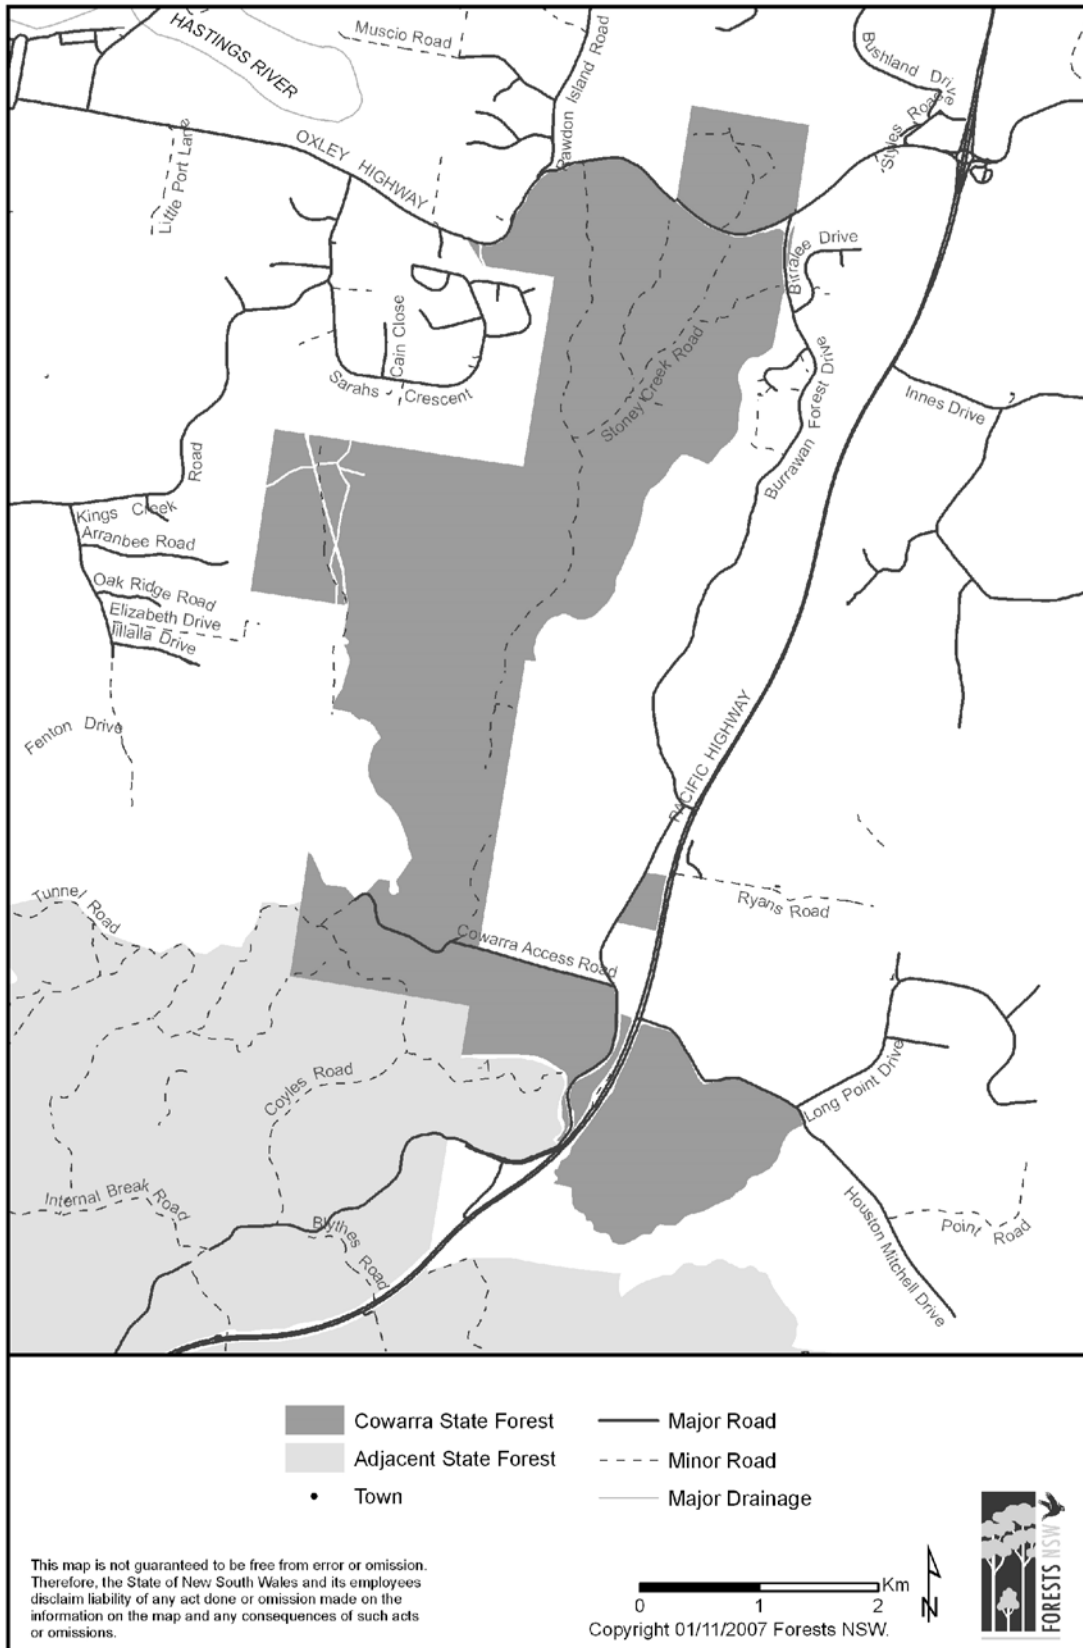 HASTINGS RIVER
Muscio Road
Rawdon Island Road
Bushland Drive
Styles Road
Little Port Lane
OXLEY HIGHWAY
Birralee Drive
Cain Close
Sarahs Crescent
Stoney Creek Road
Burrawan Forest Drive
Innes Drive
Road
Kings Creek
Arranbee Road
Oak Ridge Road
Elizabeth Drive
Jillalla Drive
Fenton Drive
PACIFIC HIGHWAY
Tunnel Road
Ryans Road
Cowarra Access Road
Coyles Road
-1
Long Point Drive
Internal Break Road
Blythes Road
Houston Mitchell Drive
Point Road
Cowarra State Forest
Major Road
Adjacent State Forest
Minor Road
Town
Major Drainage
This map is not guaranteed to be free from error or omission.
Therefore, the State of New South Wales and its employees
disclaim liability of any act done or omission made on the
information on the map and any consequences of such acts
or omissions.
Km
0 1 2
N
Copyright 01/11/2007 Forests NSW.
FORESTS NSW